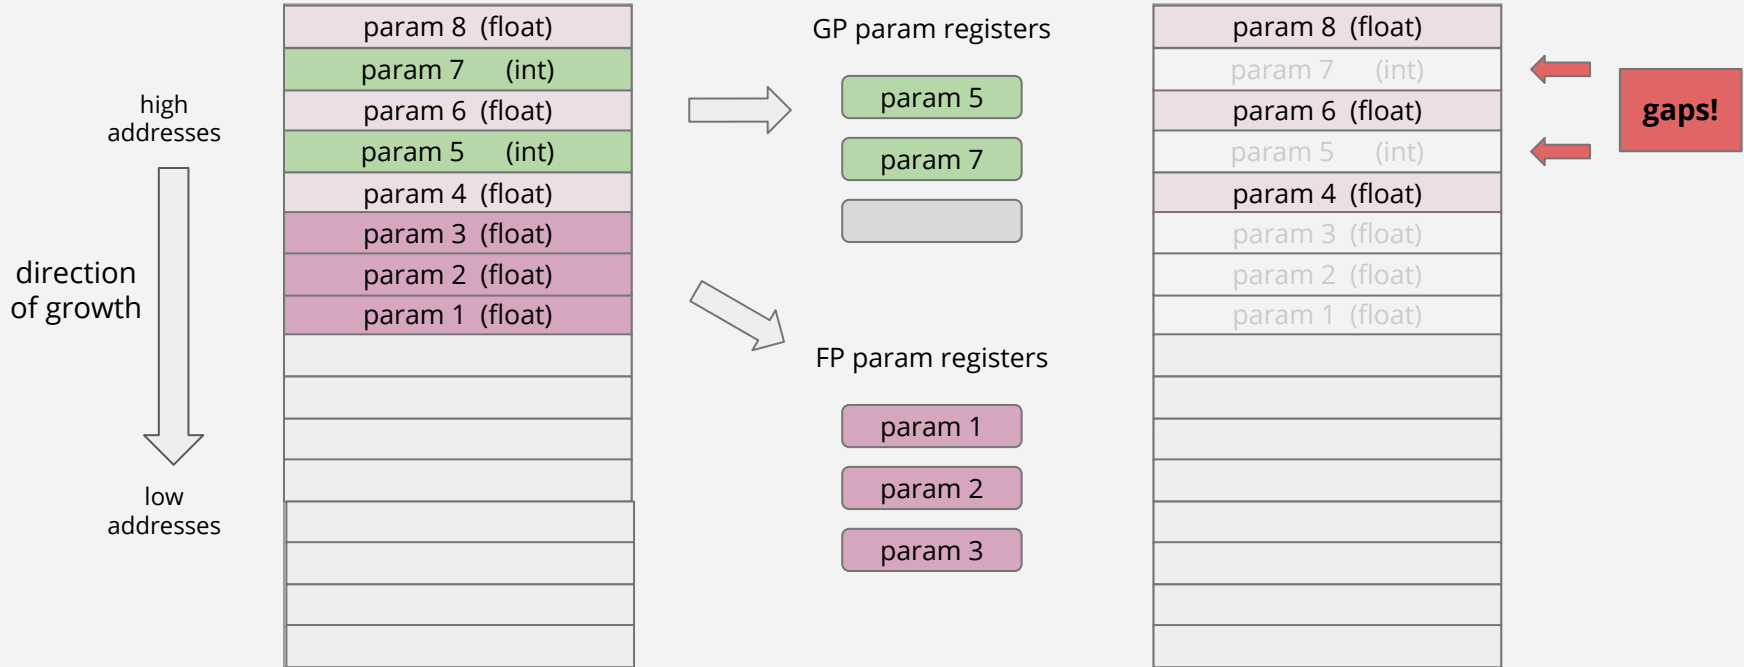 high
addresses
direction
of growth
low
addresses
param 8 (float)
param 7 (int)
param 6 (float)
param 5 (int)
param 4 (float)
param 3 (float)
param 2 (float)
param 1 (float)
GP param registers
param 5
param 7
FP param registers
param 1
param 2
param 3
param 8 (float)
param 7 (int)
param 6 (float)
param 5 (int)
param 4 (float)
param 3 (float)
param 2 (float)
param 1 (float)
gaps!